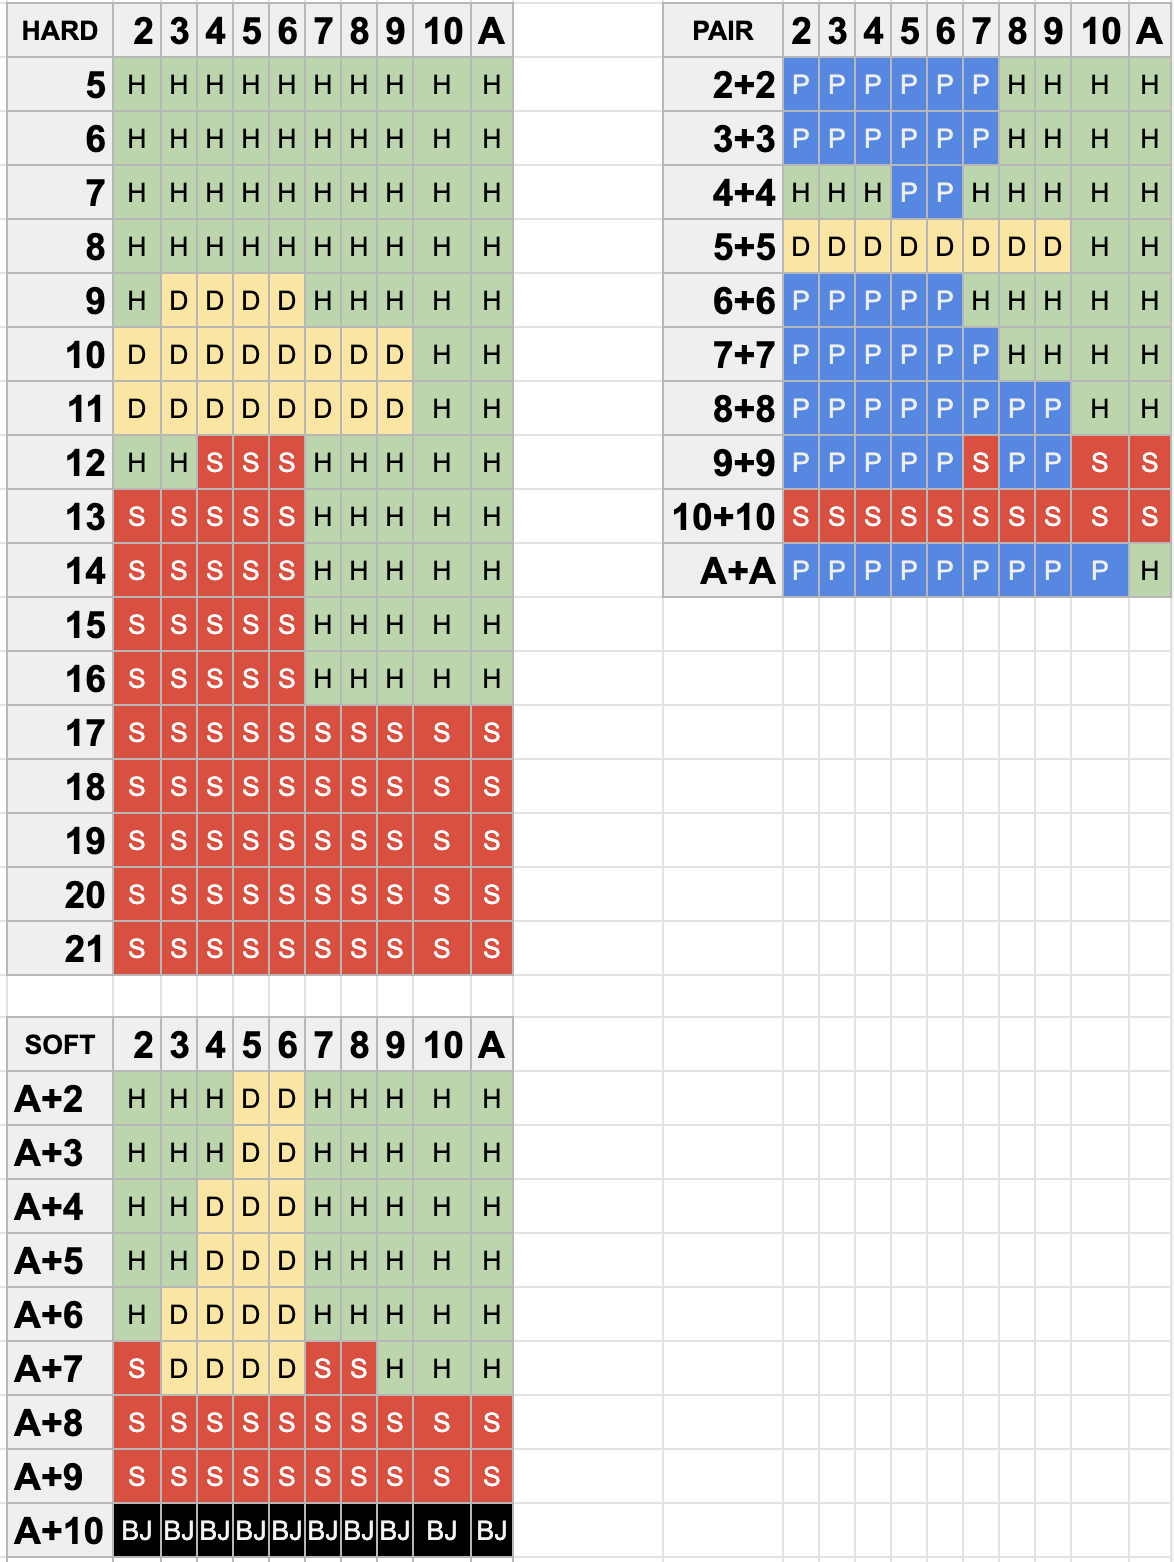 HARD 2 3 4 5 6 7 8 9 10 A
5 H H H H H H H H H H
6 H H H H H H H H H H
7 H H H H H H H H H H
8 H H H H H H H H H H
9 H D D D D H H H H H
10 D D D D D D D D H H
11 D D D D D D D D H H
12 H H S S S H H H H H
13 S S S S S H H H H H
14 S S S S S H H H H H
15 S S S S S H H H H H
16 S S S S S H H H H H
17 S S S S S S S S S S
18 S S S S S S S S S S
19 S S S S S S S S S S
20 S S S S S S S S S S
21 S S S S S S S S S S
PAIR 2 3 4 5 6 7 8 9 10 A
2+2 P P P P P P H H H H
3+3 P P P P P P H H H H
4+4 H H H P P H H H H H
5+5 D D D D D D D D H H
6+6 P P P P P H H H H H
7+7 P P P P P P H H H H
8+8 P P P P P P P P H H
9+9 P P P P P S P P S S
10+10 S S S S S S S S S S
A+A P P P P P P P P P H
SOFT 2 3 4 5 6 7 8 9 10 A
A+2 H H H D D H H H H H
A+3 H H H D D H H H H H
A+4 H H D D D H H H H H
A+5 H H D D D H H H H H
A+6 H D D D D H H H H H
A+7 S D D D D S S H H H
A+8 S S S S S S S S S S
A+9 S S S S S S S S S S
A+10 BJ BJ BJ BJ BJ BJ BJ BJ BJ BJ